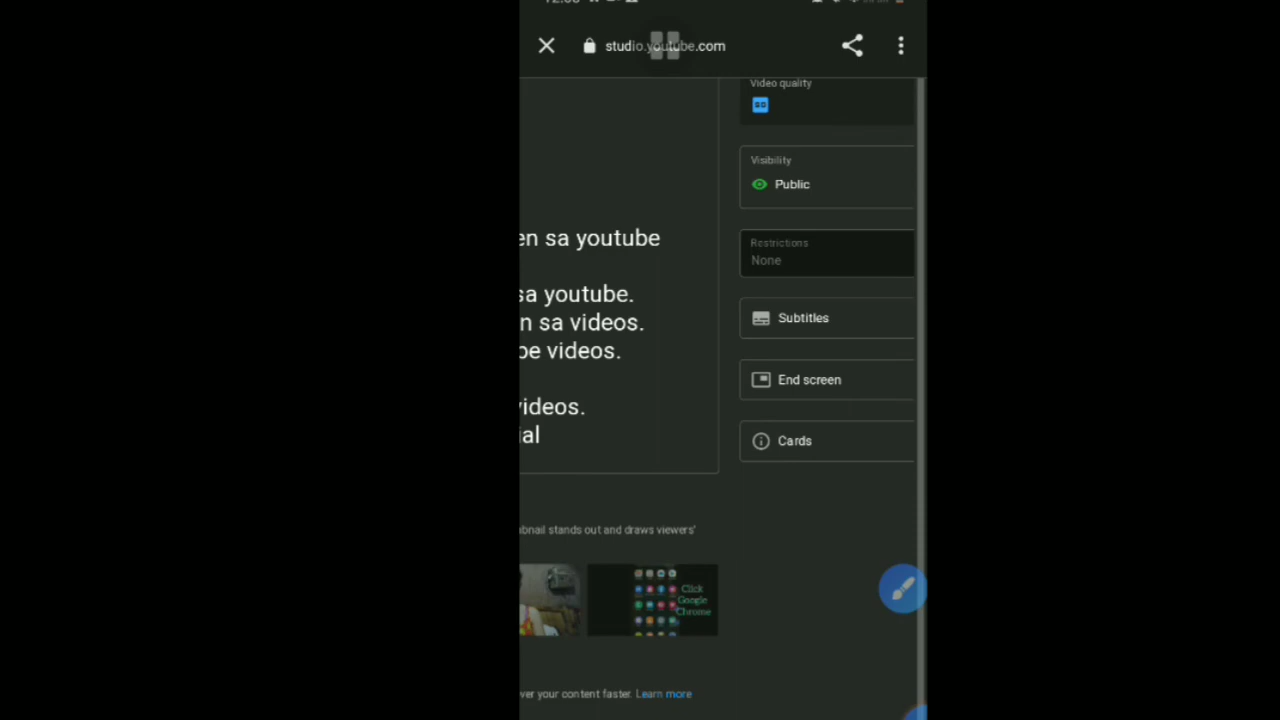 studio.youtube.com
Video quality
SD
Visibility
Public
en sa youtube
Restrictions
None
sa youtube.
n sa videos.
be videos.
Subtitles
End screen
videos.
ial
Cards
bnail stands out and draws viewers'
Click
Google
Chrome
ver your content faster. Learn more